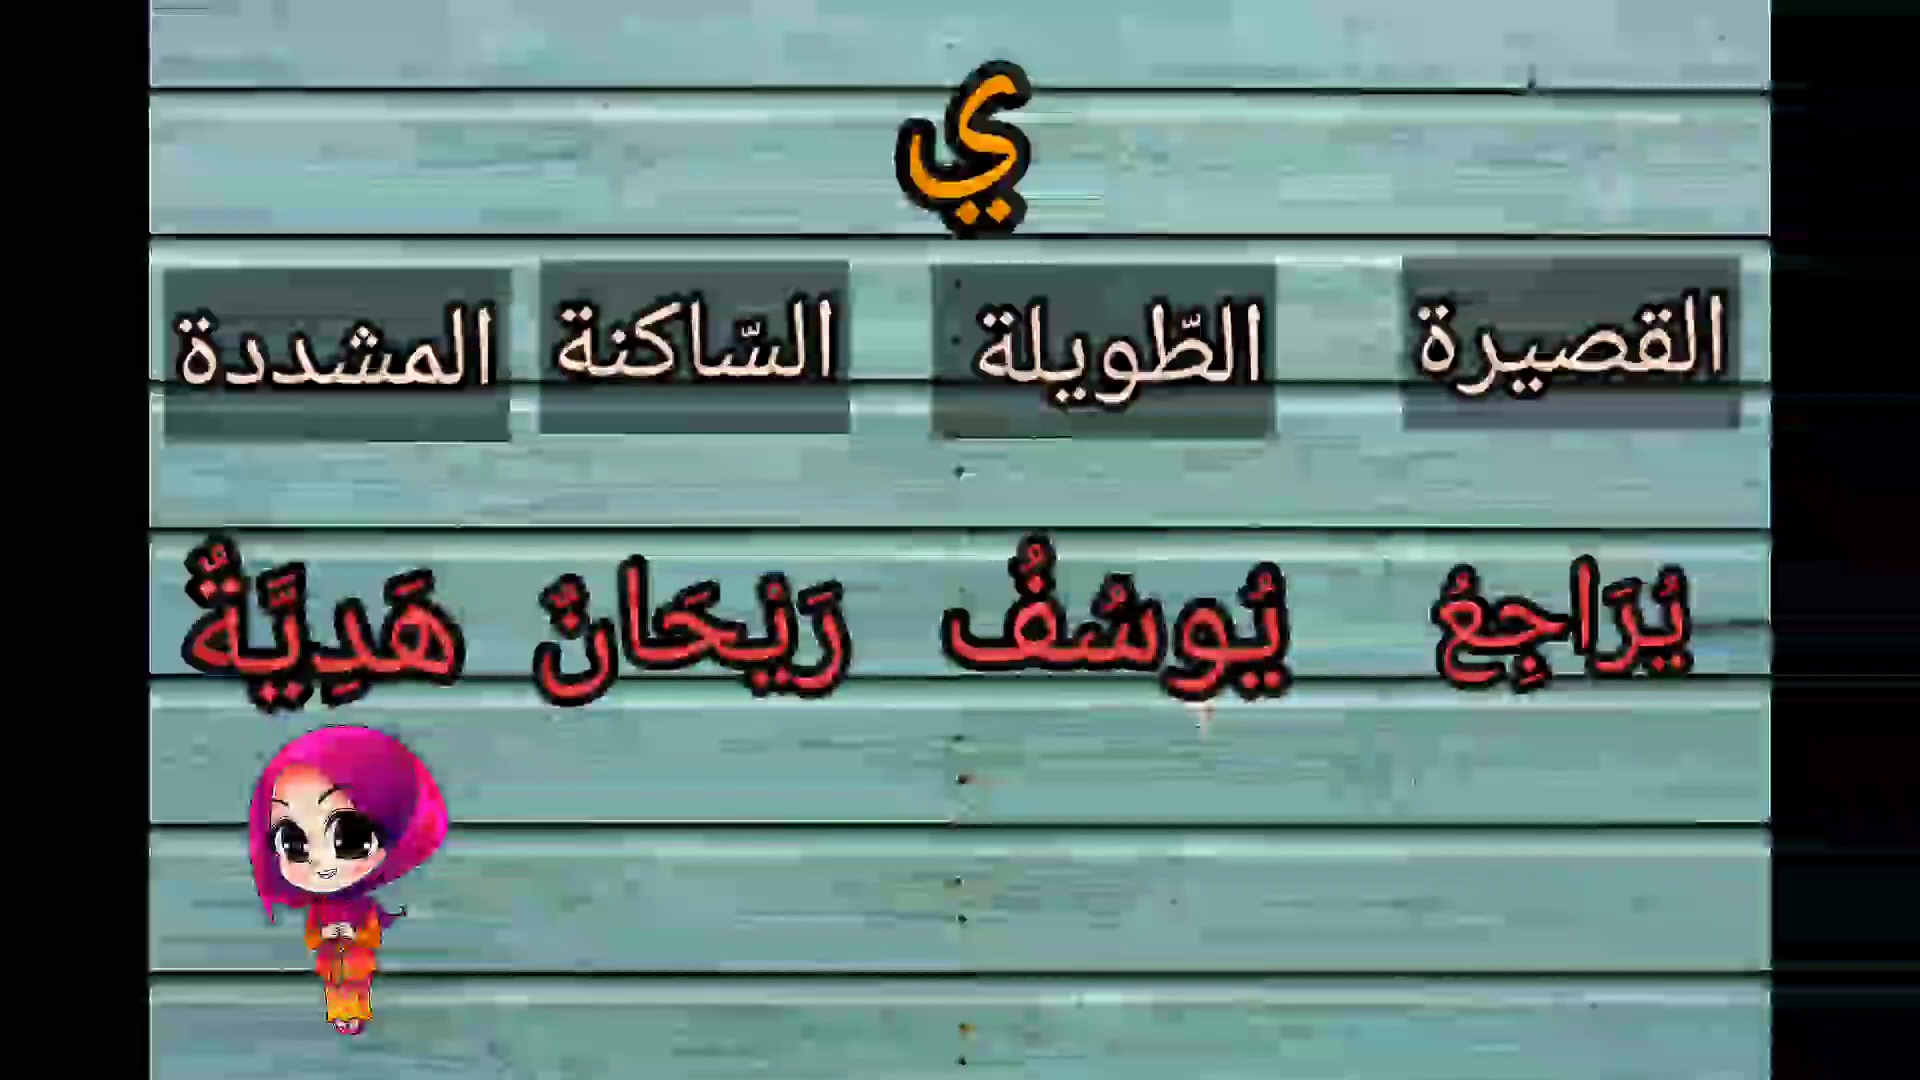 ي
القصيرة الطّويلة السّاكنة المشددة
يُرَاجِعُ يُوسُفُ رَيْحَانٌ هَدِيَّةٌ